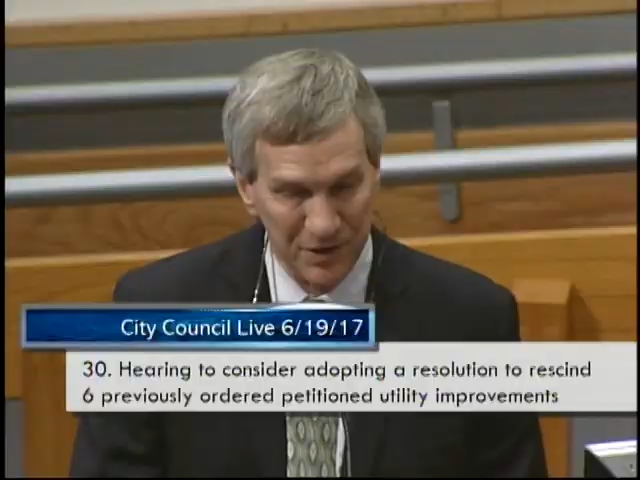 City Council Live 6/19/17
30. Hearing to consider adopting a resolution to rescind
6 previously ordered petitioned utility improvements